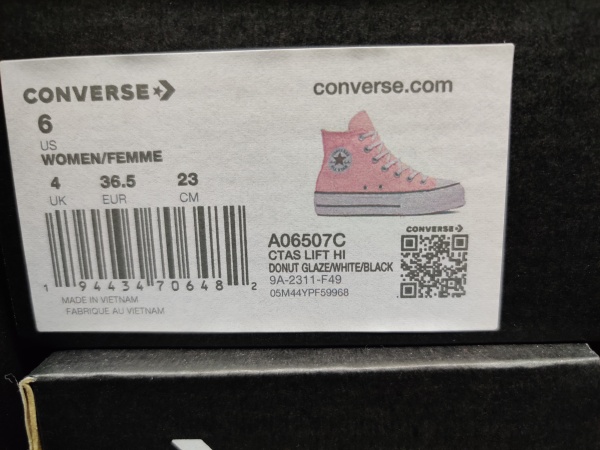 CONVERSE
converse.com
6
US
WOMEN/FEMME
4 36.5 23
UK EUR CM
A06507C
CTAS LIFT HI
DONUT GLAZE/WHITE/BLACK
9A-2311-F49
05M44YPF59968
CONVERSE
1 94434 70648 2
MADE IN VIETNAM
FABRIQUE AU VIETNAM